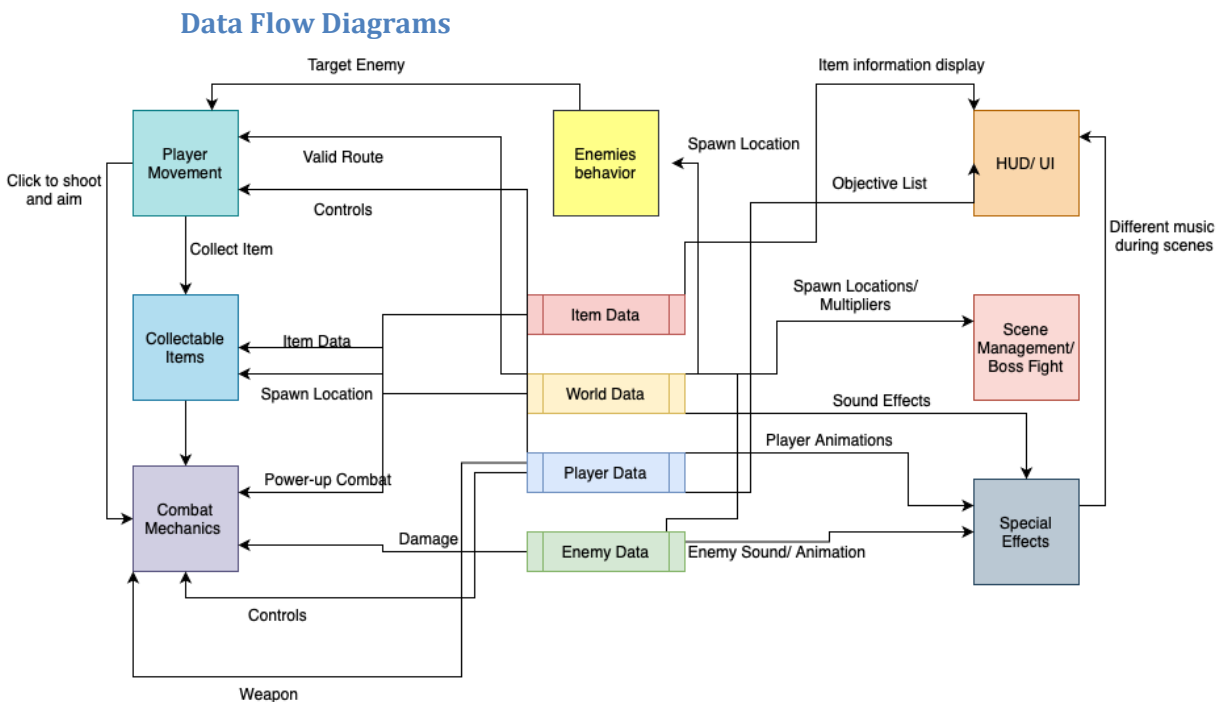 Data Flow Diagrams
Target Enemy
Item information display
Player
Movement
Valid Route
Enemies
behavior
Spawn Location
HUD/ UI
Click to shoot
and aim
Controls
Objective List
Different music
during scenes
Collect Item
Spawn Locations/
Multipliers
Item Data
Collectable
Items
Item Data
Scene
Management/
Boss Fight
Spawn Location
World Data
Sound Effects
Player Animations
Power-up Combat
Player Data
Combat
Mechanics
Special
Effects
Damage
Enemy Data
Enemy Sound/ Animation
Controls
Weapon